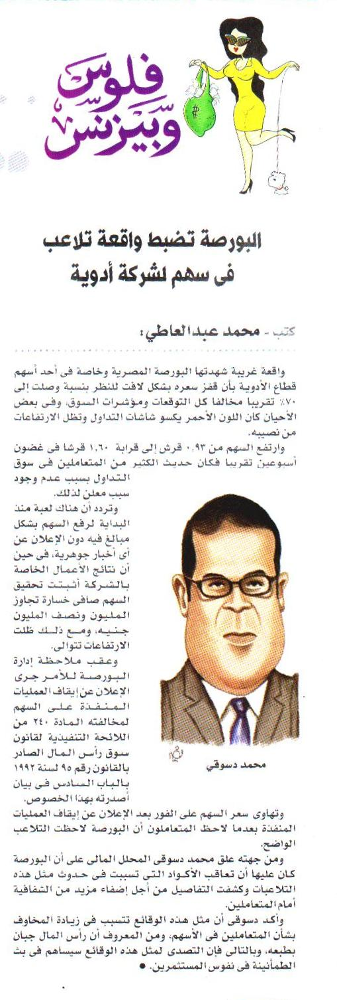 فلوس
وبيزنس
البورصة تضبط واقعة تلاعب
فى سهم لشركة أدوية
كتب - محمد عبدالعاطي:
واقعة غريبة شهدتها البورصة المصرية وخاصة فى أحد أسهم
قطاع الأدوية بأن قفز سعره بشكل لافت للنظر بنسبة وصلت إلى
٧٠٪ تقريبا مخالفا كل التوقعات ومؤشرات السوق، وفى بعض
الأحيان كان اللون الأحمر يكسو شاشات التداول وتظل الارتفاعات
من نصيبه.
وارتفع السهم من ٠,٩٣ قرش إلى قرابة ١,٦٠ قرشا فى غضون
أسبوعين تقريبا فكان حديث الكثير من المتعاملين فى سوق
التداول بسبب عدم وجود
سبب معلن لذلك.
وتردد أن هناك لعبة منذ
البداية لرفع السهم بشكل
مبالغ فيه دون الإعلان عن
أى أخبار جوهرية، فى حين
أن نتائج الأعمال الخاصة
بالشركة أثبتت تحقيق
السهم صافى خسارة تجاوز
المليون ونصف المليون
جنيه، ومع ذلك ظلت
الارتفاعات تتوالى.
وعقب ملاحظة إدارة
البورصة للأمر جرى
الإعلان عن إيقاف العمليات
المنفذة على السهم
لمخالفته المادة ٢٤٠ من
اللائحة التنفيذية لقانون
سوق رأس المال الصادر
بالقانون رقم ٩٥ لسنة ١٩٩٢
بالباب السادس فى بيان
أصدرته بهذا الخصوص.
محمد دسوقي
وتهاوى سعر السهم على الفور بعد الإعلان عن إيقاف العمليات
المنفذة بعدما لاحظ المتعاملون أن البورصة لاحظت التلاعب
الواضح.
ومن جهته علق محمد دسوقى المحلل المالى على أن البورصة
كان عليها أن تعاقب الأكواد التى تسببت فى حدوث مثل هذه
التلاعبات وكشفت التفاصيل من أجل إضفاء مزيد من الشفافية
أمام المتعاملين.
وأكد دسوقى أن مثل هذه الوقائع تتسبب فى زيادة المخاوف
بشأن المتعاملين فى الأسهم، ومن المعروف أن رأس المال جبان
بطبعه، وبالتالى فإن التصدى لمثل هذه الوقائع سيساهم فى بث
الطمأنينة فى نفوس المستثمرين. ●